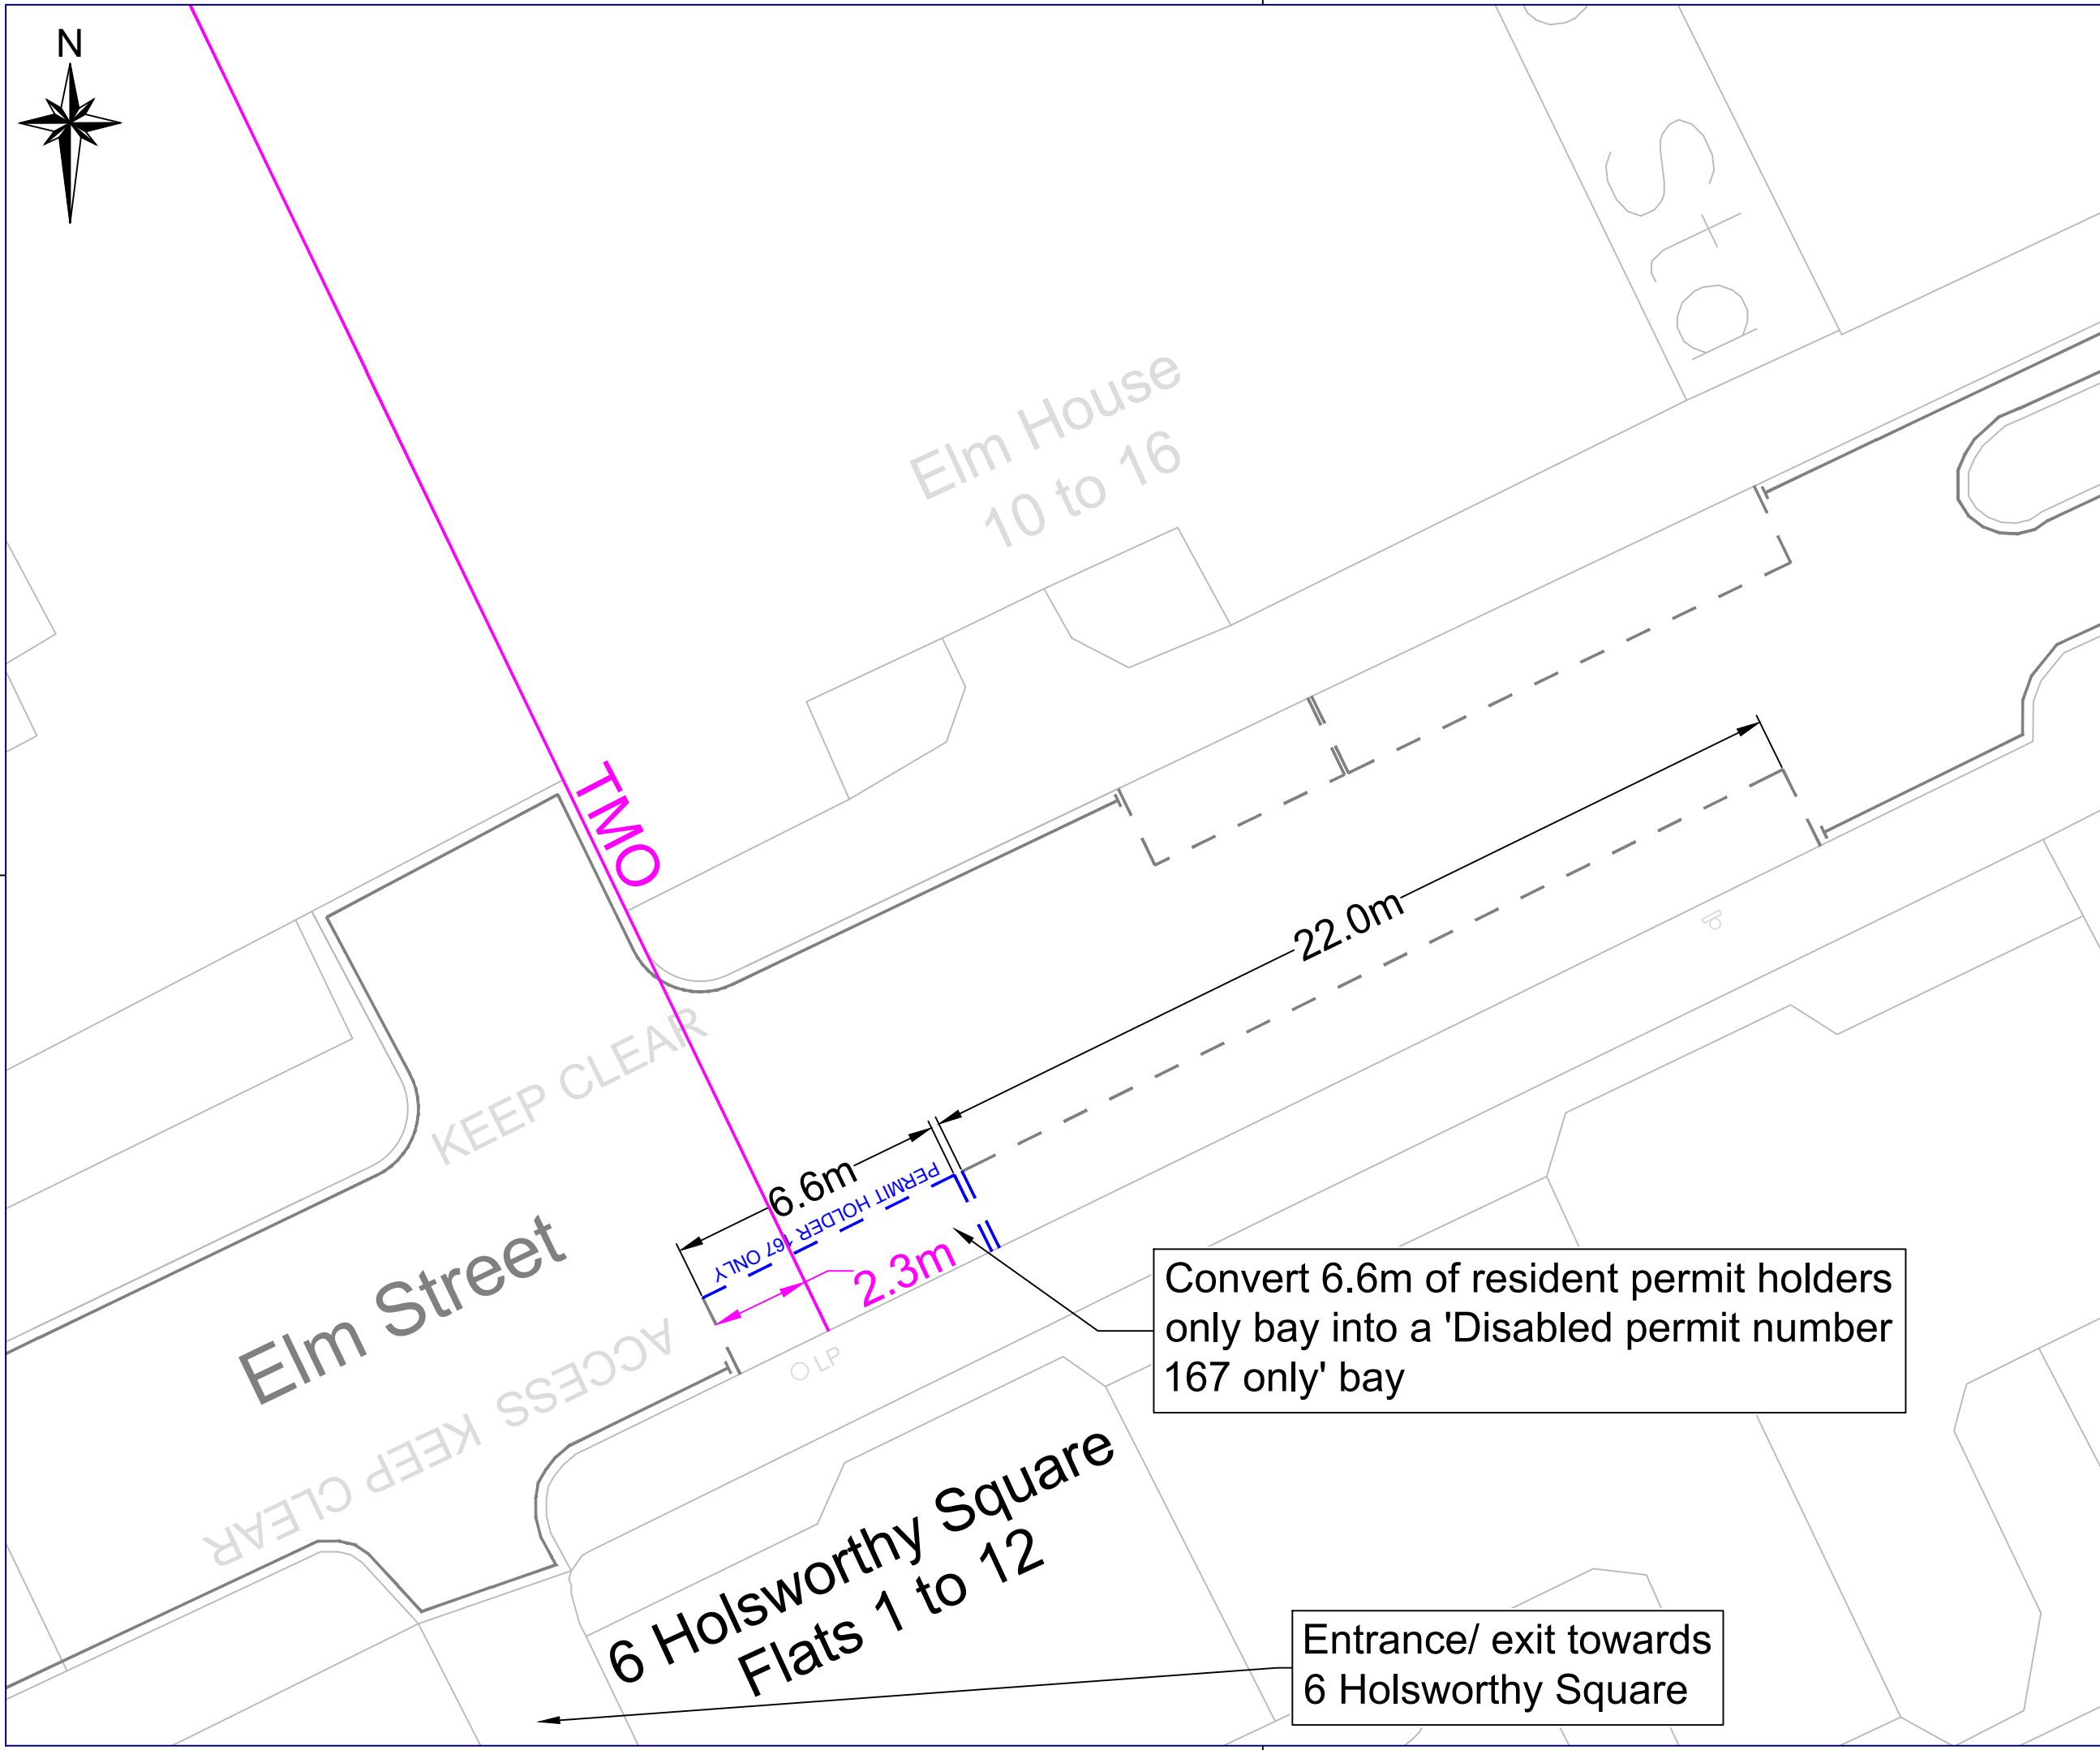 N
pt S
Elm House
10 to 16
TMO
KEEP CLEAR
22.0m
6.6m
PERMIT HOLDER 167 ONLY
2.3m
Elm Street
ACCESS KEEP CLEAR
LP
Convert 6.6m of resident permit holders
only bay into a 'Disabled permit number
167 only' bay
6 Holsworthy Square
Flats 1 to 12
Entrance/ exit towards
6 Holsworthy Square